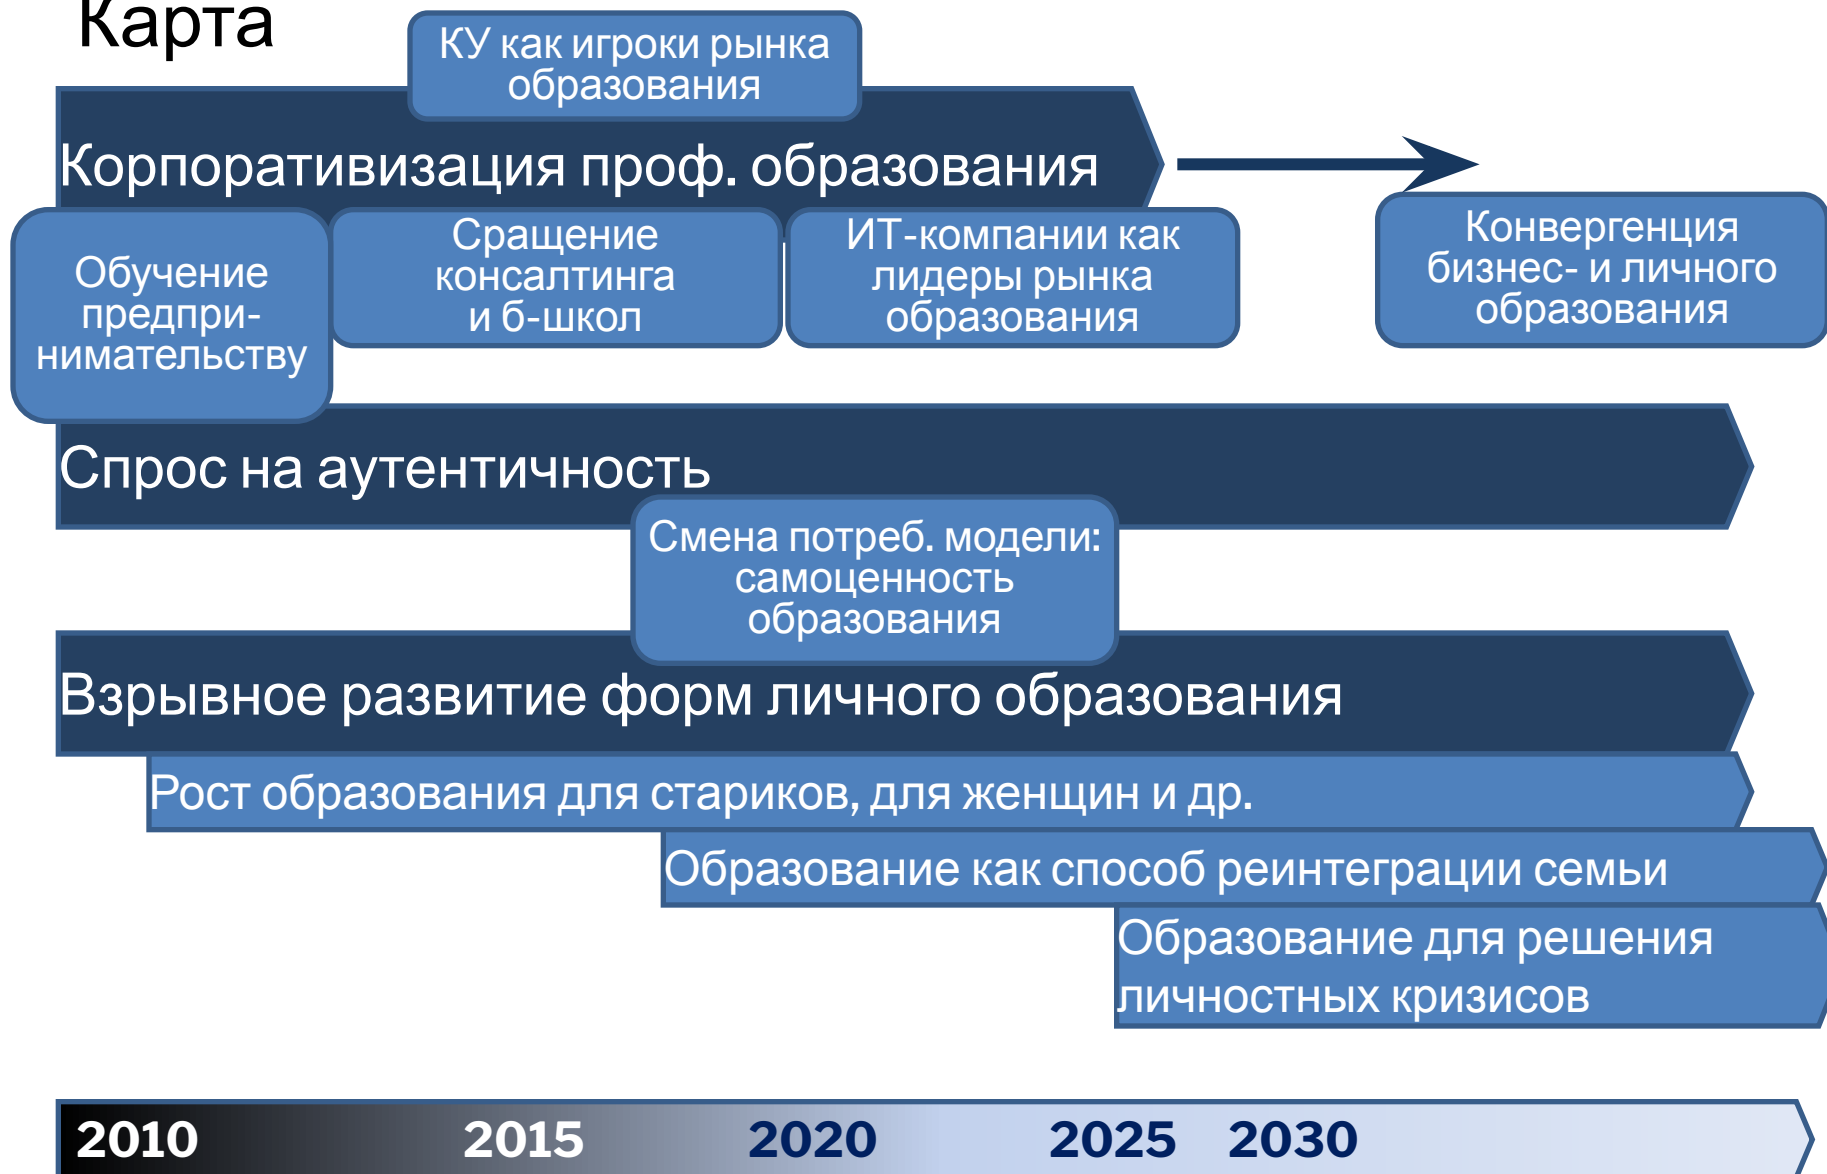 Карта
КУ как игроки рынка
образования
Корпоративизация проф. образования
Обучение
предпри-
нимательству
Сращение
консалтинга
и б-школ
ИТ-компании как
лидеры рынка
образования
Конвергенция
бизнес- и личного
образования
Спрос на аутентичность
Смена потреб. модели:
самоценность
образования
Взрывное развитие форм личного образования
Рост образования для стариков, для женщин и др.
Образование как способ реинтеграции семьи
Образование для решения
личностных кризисов
2010 2015 2020 2025 2030